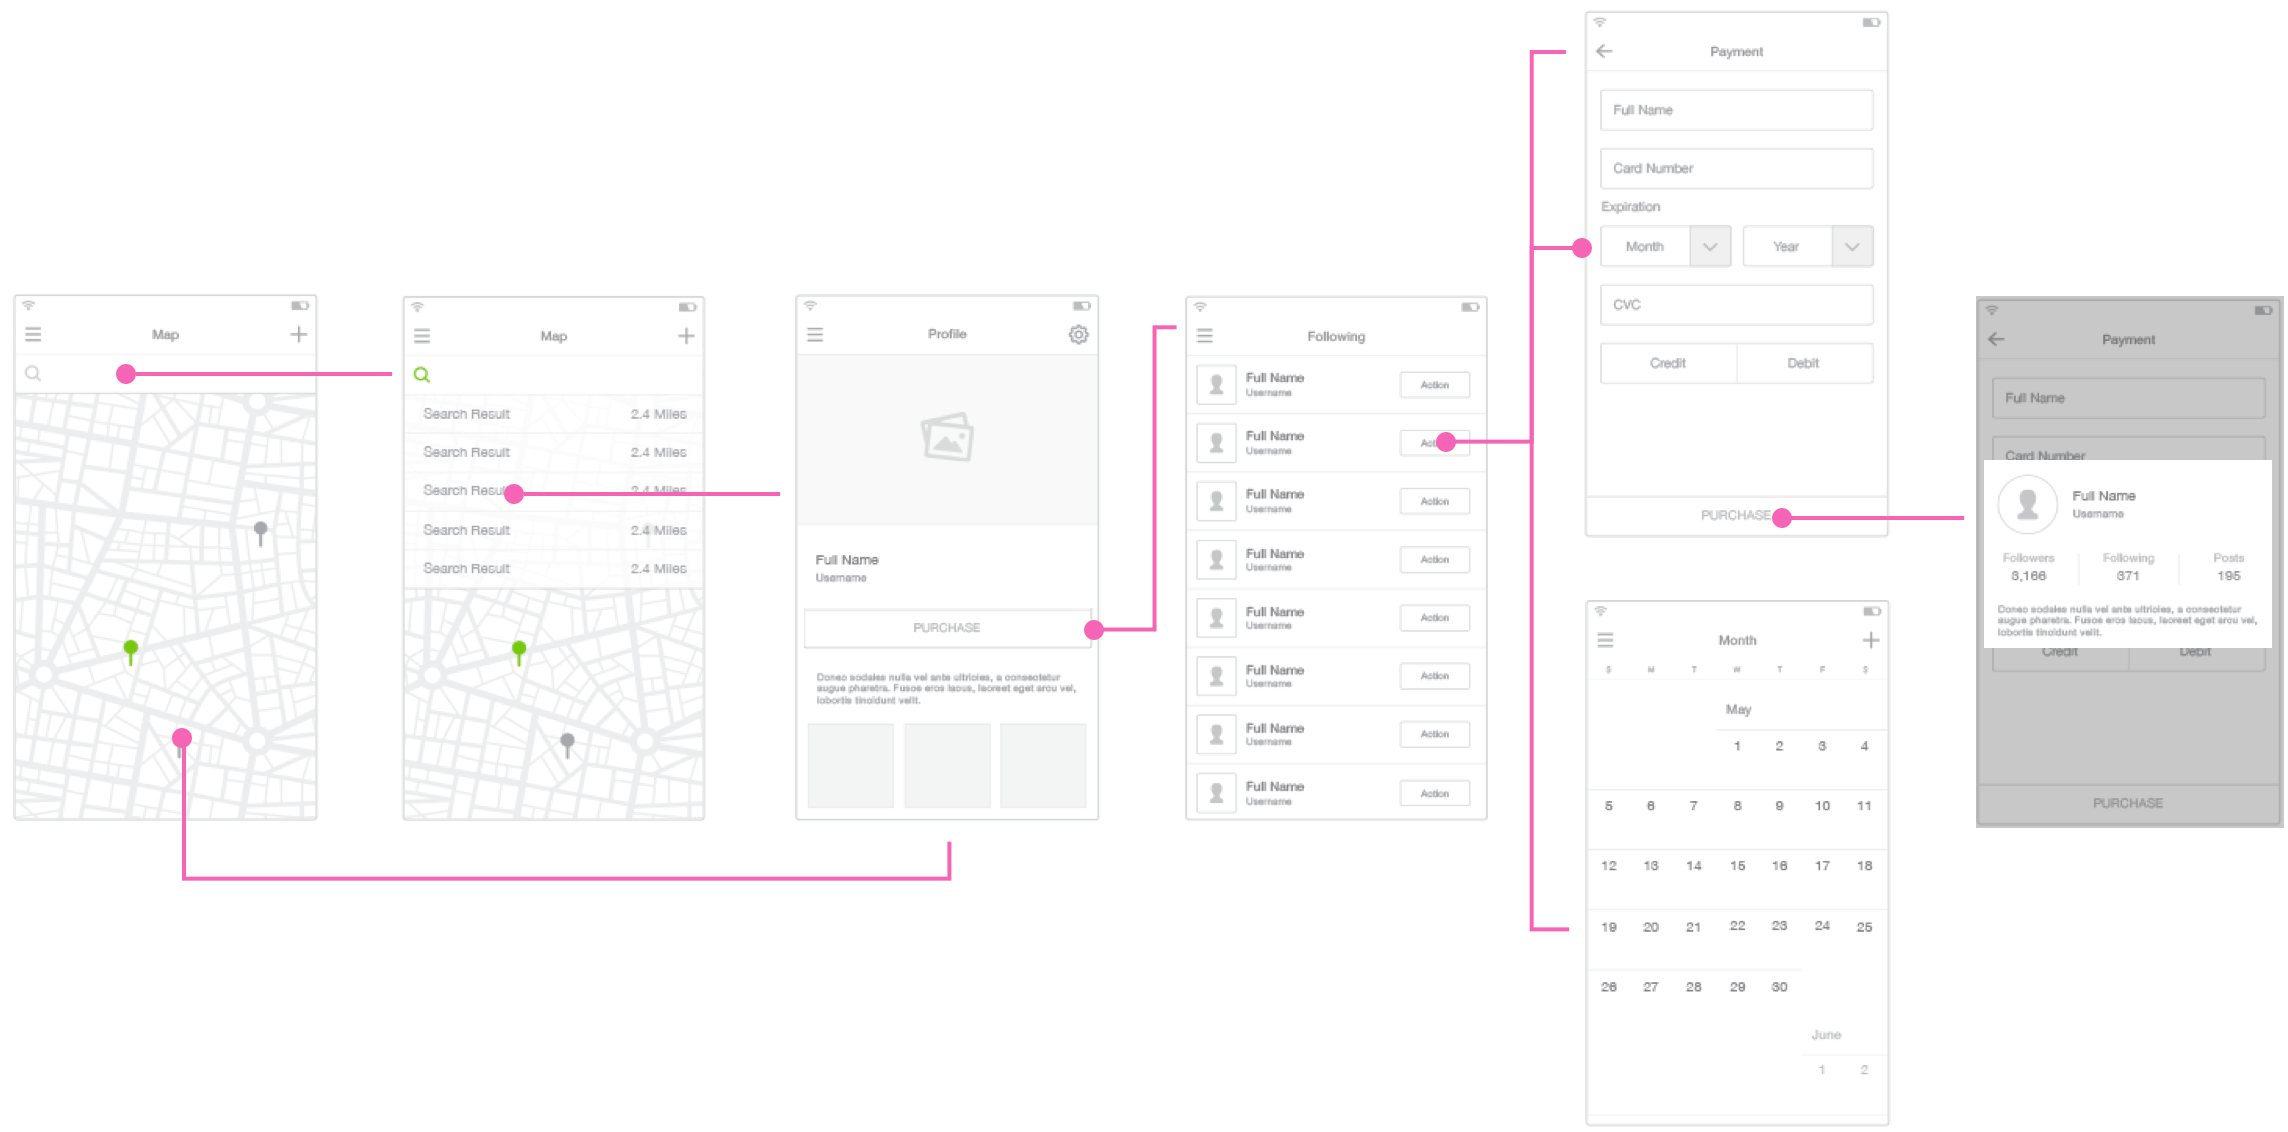 Map
Map
Search Result 2.4 Miles
Search Result 2.4 Miles
Search Result 2.4 Miles
Search Result 2.4 Miles
Search Result 2.4 Miles
Profile
Full Name
Username
PURCHASE
Donec sodales nulla vel ante ultricies, a consectetur
augue pharetra. Fusce eros lacus, laoreet eget arcu vel,
lobortis tincidunt velit.
Following
Full Name
Username
Action
Full Name
Username
Full Name
Username
Action
Full Name
Username
Action
Full Name
Username
Action
Full Name
Username
Action
Full Name
Username
Action
Full Name
Username
Action
Payment
Full Name
Card Number
Expiration
Month Year
CVC
Credit Debit
PURCHASE
Month
S M T W T F S
May
1 2 3 4
5 6 7 8 9 10 11
12 13 14 15 16 17 18
19 20 21 22 23 24 25
26 27 28 29 30
June
1 2
Payment
Full Name
Card Number
Full Name
Username
Followers Following Posts
3,166 371 195
Donec sodales nulla vel ante ultricies, a consectetur
augue pharetra. Fusce eros lacus, laoreet eget arcu vel,
lobortis tincidunt velit.
Credit Debit
PURCHASE